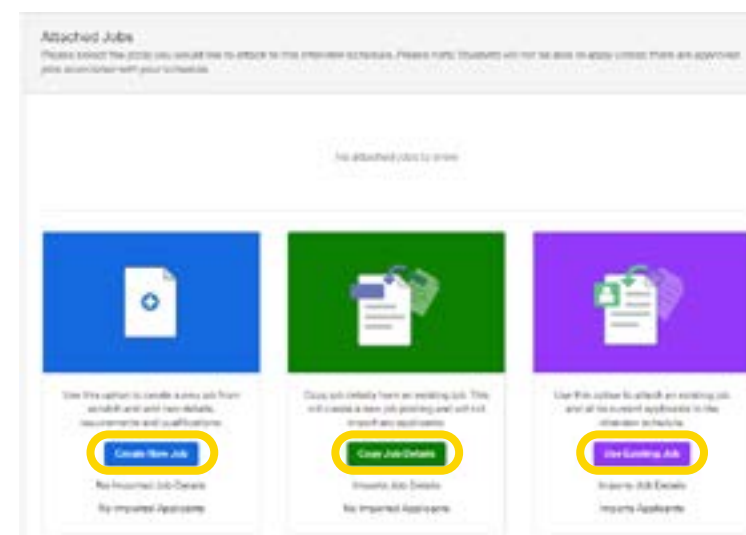 Attached Jobs
Please select the jobs you would like to attach to this interview schedule. Please note: Students will not be able to apply unless there are approved
jobs associated with your schedule.
No attached jobs to show
Use this option to create a new job from
scratch and add new details,
requirements and qualifications.
Create New Job
No Imported Job Details
No Imported Applicants
Copy job details from an existing job. This
will create a new job posting and will not
import any applicants.
Copy Job Details
Imports Job Details
No Imported Applicants
Use this option to attach an existing job
and all its current applicants to the
interview schedule.
Use Existing Job
Imports Job Details
Imports Applicants